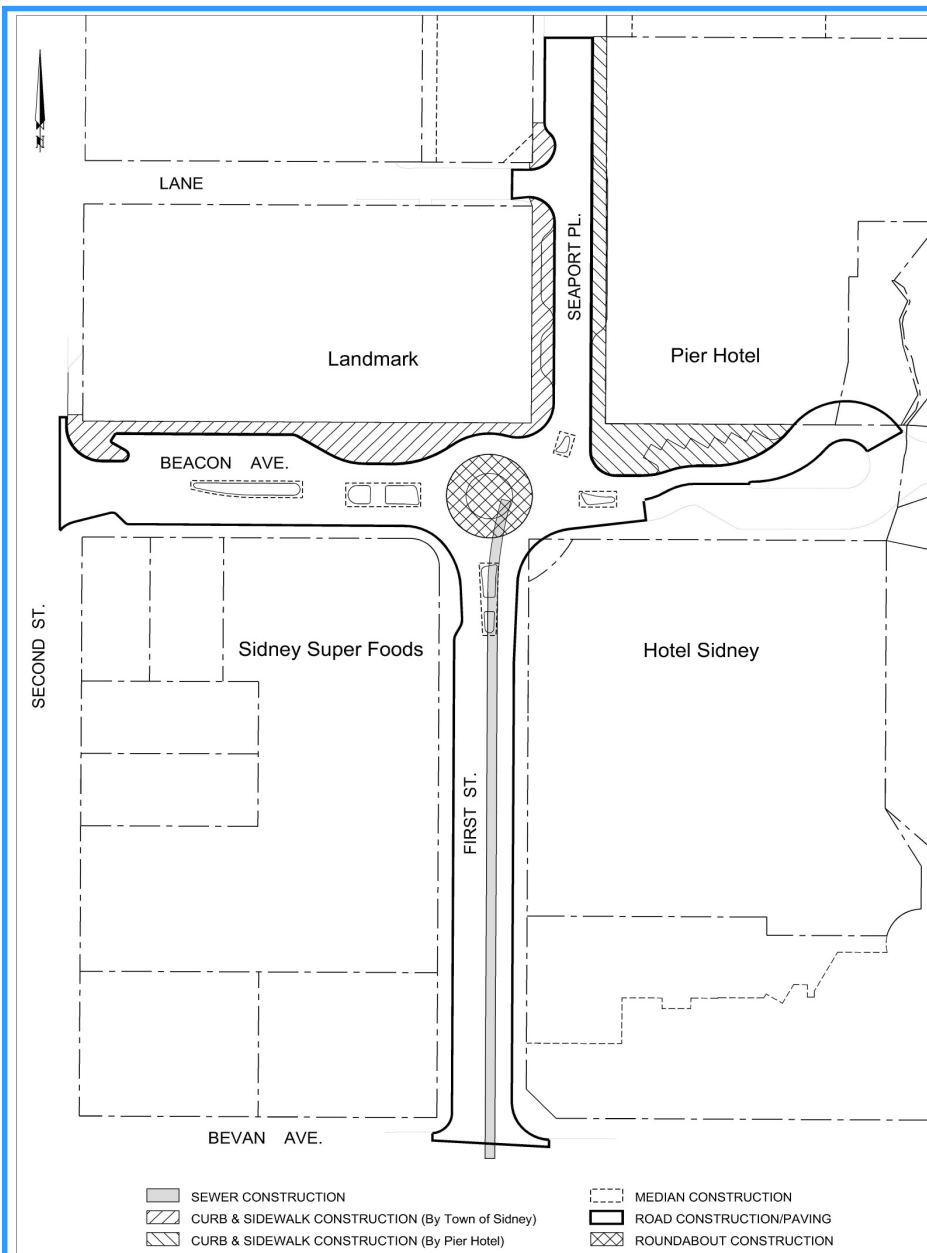 N
LANE
SEAPORT PL.
Landmark
Pier Hotel
BEACON AVE.
SECOND ST.
Sidney Super Foods
Hotel Sidney
FIRST ST.
BEVAN AVE.
SEWER CONSTRUCTION
CURB & SIDEWALK CONSTRUCTION (By Town of Sidney)
CURB & SIDEWALK CONSTRUCTION (By Pier Hotel)
MEDIAN CONSTRUCTION
ROAD CONSTRUCTION/PAVING
ROUNDABOUT CONSTRUCTION